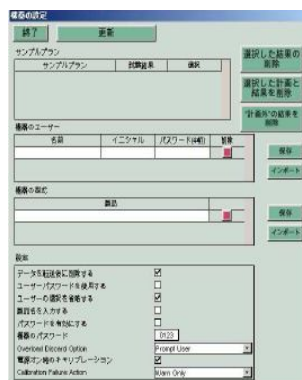 機器の設定
終了
更新
選択した結果の
削除
サンプルプラン
サンプルプラン 試験結果 選択
選択した計画と
結果を削除
"計画外"の結果を
削除
機器のユーザー
名前 イニシャル パスワード(4桁) 削除
保存
インポート
機器の
製品
保存
インポート
設定
データを転送後に削除する
ユーザーパスワードを使用する
ユーザーの選択を省略する
を入力する
パスワードを有効にする
機器のパスワード 0123
Overload Discard Option Prompt User
電源オン時のキャリブレーション
Calibration Failure Action Warn Only